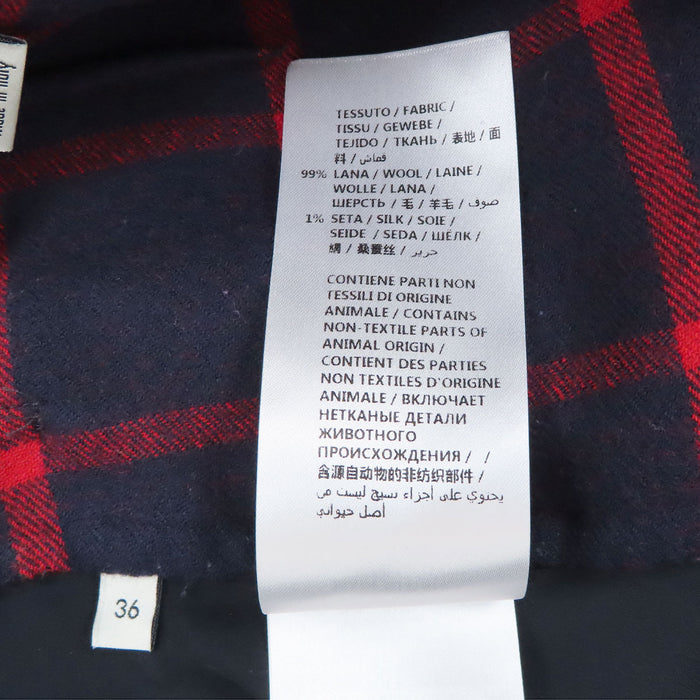 made in Italy
TESSUTO / FABRIC /
TISSU / GEWEBE /
TEJIDO / ТКАНЬ / 表地 / 面
料 / قماش
99% LANA / WOOL / LAINE /
WOLLE / LANA /
ШЕРСТЬ / 毛 / 羊毛 / صوف
1% SETA / SILK / SOIE /
SEIDE / SEDA / ШЁЛК /
絹 / 桑蠶丝 / حرير
CONTIENE PARTI NON
TESSILI DI ORIGINE
ANIMALE / CONTAINS
NON-TEXTILE PARTS OF
ANIMAL ORIGIN /
CONTIENT DES PARTIES
NON TEXTILES D'ORIGINE
ANIMALE / ВКЛЮЧАЕТ
НЕТКАНЫЕ ДЕТАЛИ
ЖИВОТНОГО
ПРОИСХОЖДЕНИЯ / /
含源自动物的非纺织部件 /
يحتوي على أجزاء نسيج ليست من
أصل حيواني
36